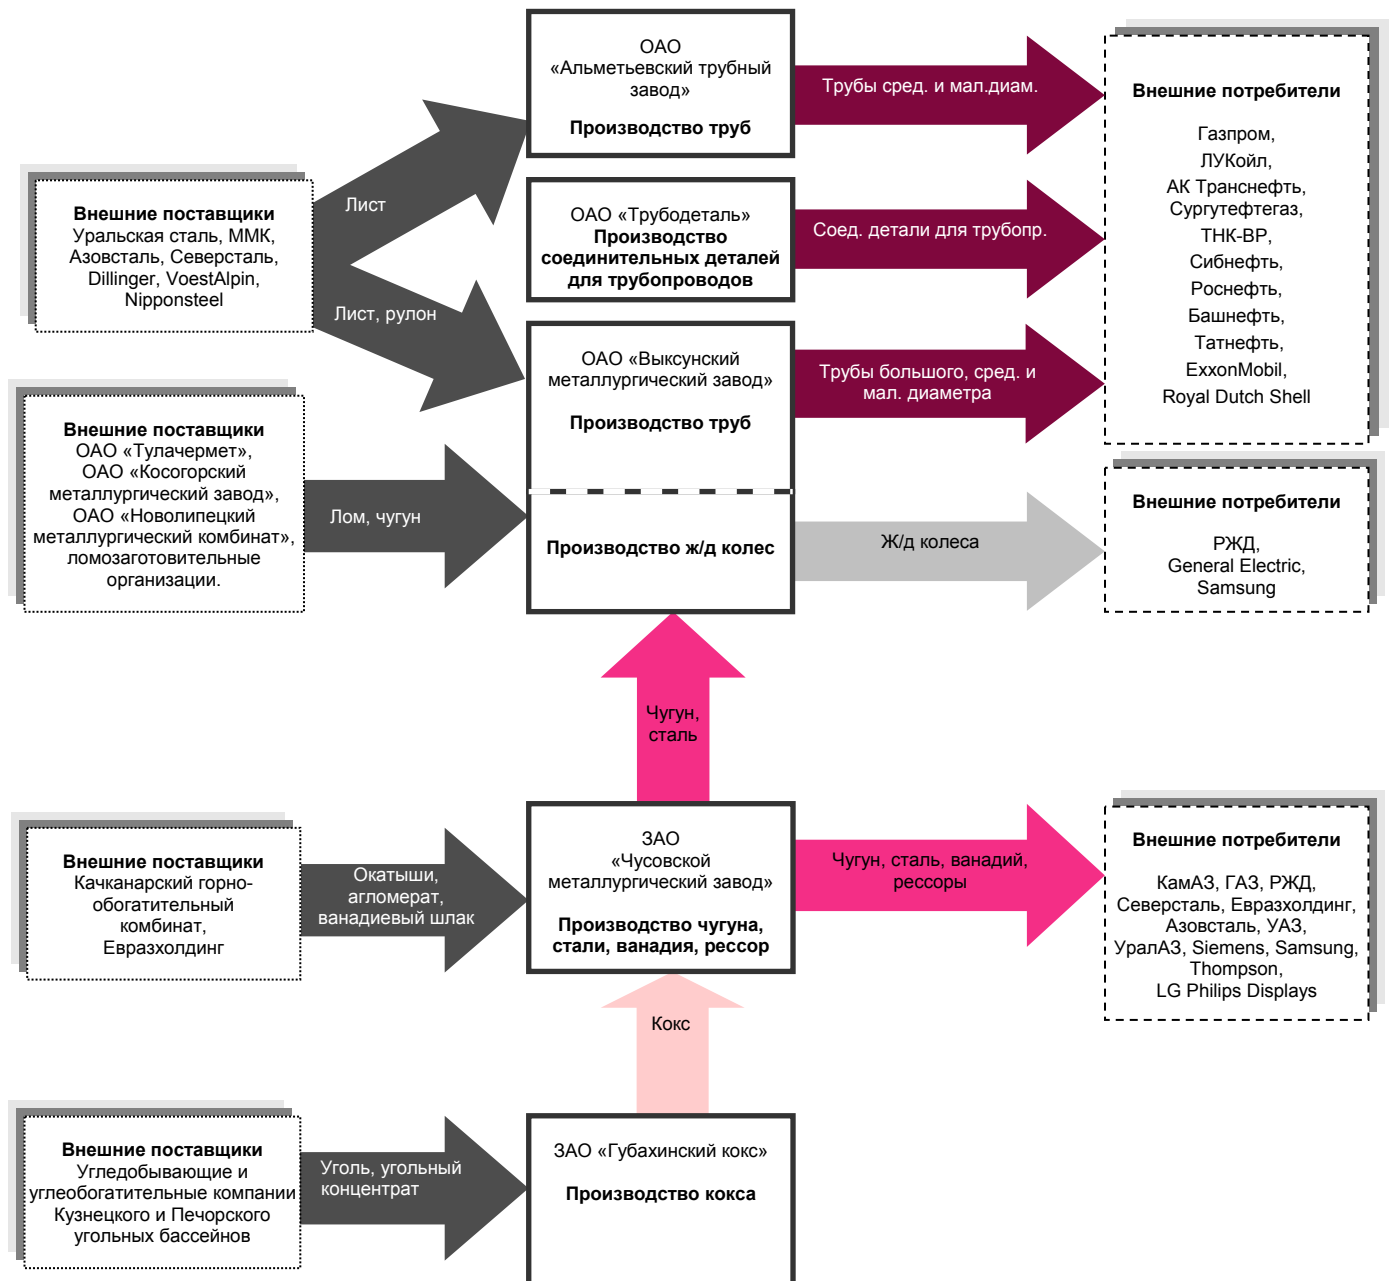 ОАО
«Альметьевский трубный
завод»
Производство труб
Трубы сред. и мал.диам.
Внешние потребители
Газпром,
ЛУКойл,
АК Транснефть,
Сургутефтегаз,
ТНК-ВР,
Сибнефть,
Роснефть,
Башнефть,
Татнефть,
ExxonMobil,
Royal Dutch Shell
Внешние поставщики
Уральская сталь, ММК,
Азовсталь, Северсталь,
Dillinger, VoestAlpin,
Nipponsteel
Лист
Лист, рулон
ОАО «Трубодеталь»
Производство
соединительных деталей
для трубопроводов
Соед. детали для трубопр.
ОАО «Выксунский
металлургический завод»
Производство труб
Производство ж/д колес
Трубы большого, сред. и
мал. диаметра
Внешние поставщики
ОАО «Тулачермет»,
ОАО «Косогорский
металлургический завод»,
ОАО «Новолипецкий
металлургический комбинат»,
ломозаготовительные
организации.
Лом, чугун
Ж/д колеса
Внешние потребители
РЖД,
General Electric,
Samsung
Чугун,
сталь
Внешние поставщики
Качканарский горно-
обогатительный
комбинат,
Евразхолдинг
Окатыши,
агломерат,
ванадиевый шлак
ЗАО
«Чусовской
металлургический завод»
Производство чугуна,
стали, ванадия, рессор
Чугун, сталь, ванадий,
рессоры
Внешние потребители
КамАЗ, ГАЗ, РЖД,
Северсталь, Евразхолдинг,
Азовсталь, УАЗ,
УралАЗ, Siemens, Samsung,
Thompson,
LG Philips Displays
Кокс
Внешние поставщики
Угледобывающие и
углеобогатительные компании
Кузнецкого и Печорского
угольных бассейнов
Уголь, угольный
концентрат
ЗАО «Губахинский кокс»
Производство кокса